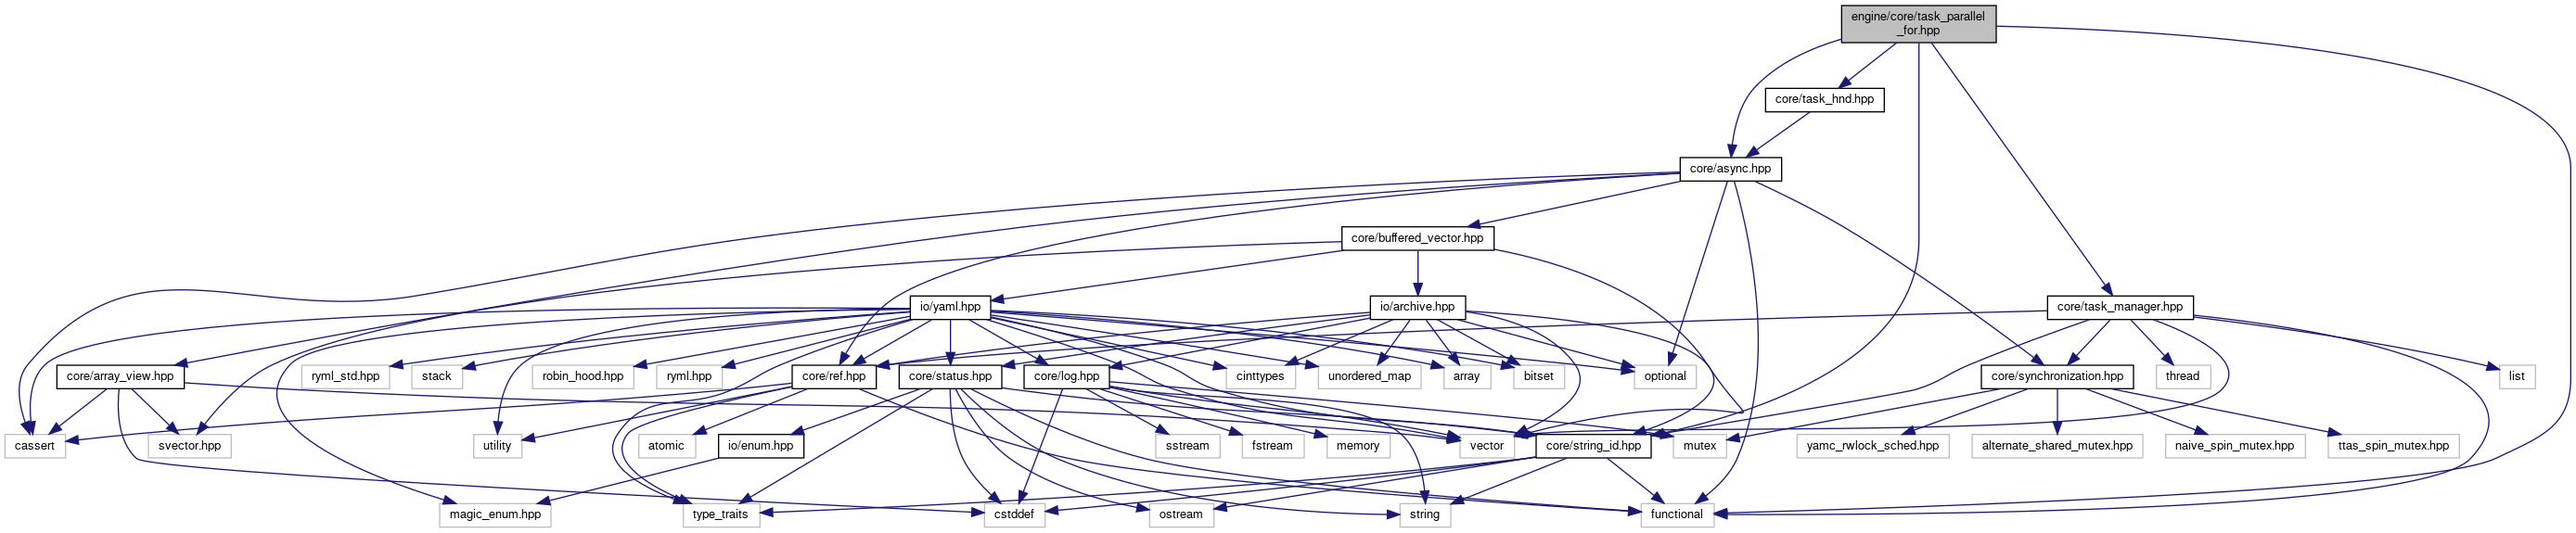 engine/core/task_parallel
_for.hpp
core/task_hnd.hpp
core/async.hpp
core/buffered_vector.hpp
io/yaml.hpp
io/archive.hpp
core/task_manager.hpp
core/array_view.hpp
ryml_std.hpp
stack
robin_hood.hpp
ryml.hpp
core/ref.hpp
core/status.hpp
core/log.hpp
cinttypes
unordered_map
array
bitset
optional
core/synchronization.hpp
thread
list
cassert
svector.hpp
utility
atomic
io/enum.hpp
sstream
fstream
memory
vector
core/string_id.hpp
mutex
yamc_rwlock_sched.hpp
alternate_shared_mutex.hpp
naive_spin_mutex.hpp
ttas_spin_mutex.hpp
magic_enum.hpp
type_traits
cstddef
ostream
string
functional